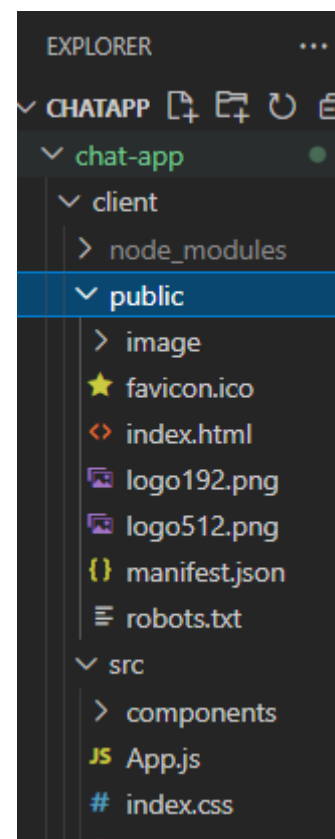 EXPLORER
CHATAPP
chat-app
client
node_modules
public
image
favicon.ico
index.html
logo192.png
logo512.png
manifest.json
robots.txt
src
components
JS App.js
# index.css